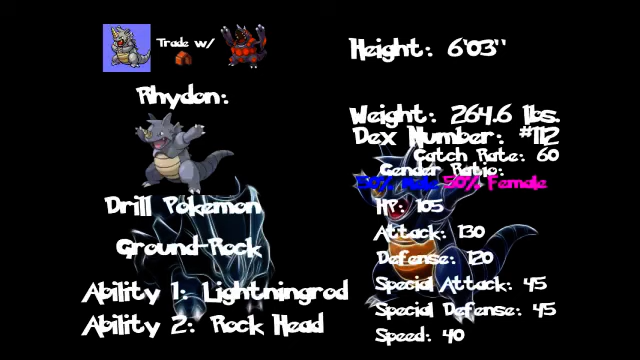 Trade w/
Rhydon:
Drill Pokemon
Ground-Rock
Ability 1: Lightningrod
Ability 2: Rock Head
Height: 6'03"
Weight: 264.6 lbs.
Dex Number: #112
Catch Rate: 60
Gender Ratio:
50% Male 50% Female
HP: 105
Attack: 130
Defense: 120
Special Attack: 45
Special Defense: 45
Speed: 40